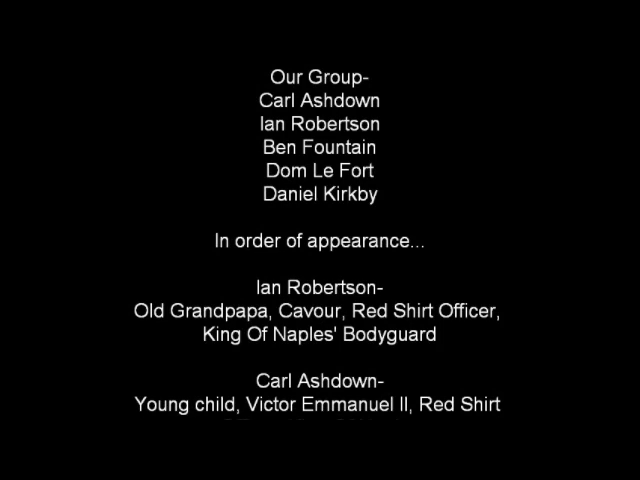 Our Group-
Carl Ashdown
Ian Robertson
Ben Fountain
Dom Le Fort
Daniel Kirkby
In order of appearance...
Ian Robertson-
Old Grandpapa, Cavour, Red Shirt Officer,
King Of Naples' Bodyguard
Carl Ashdown-
Young child, Victor Emmanuel II, Red Shirt